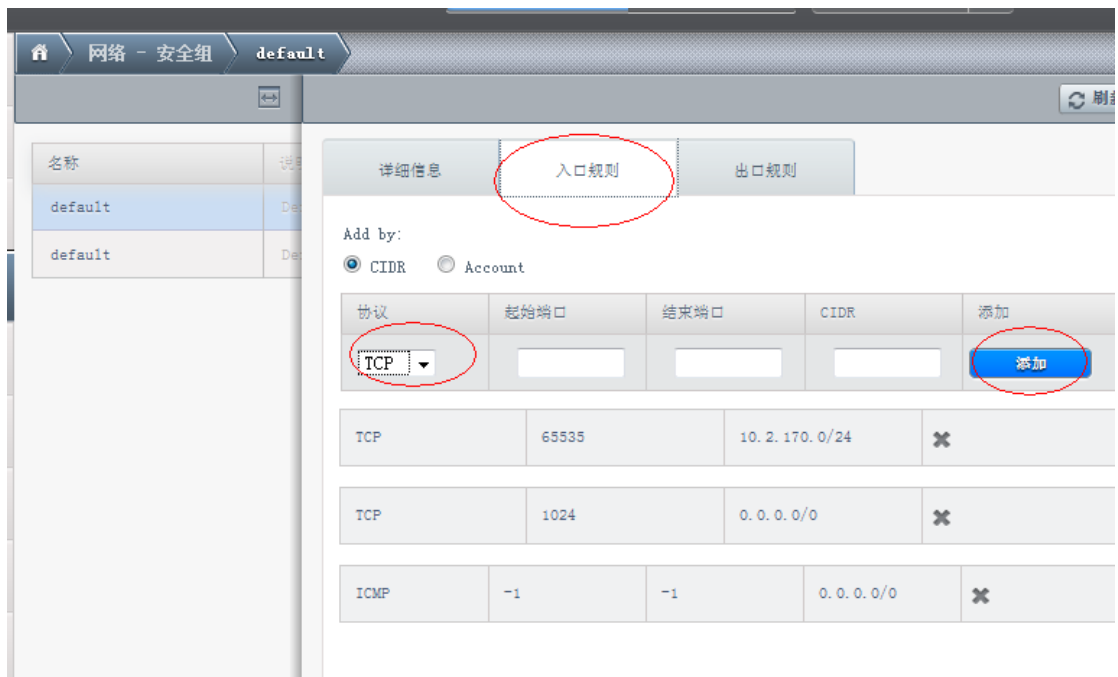 网络 - 安全组 default
刷新
名称
default
default
详细信息 入口规则 出口规则
Add by:
CIDR Account
协议 起始端口 结束端口 CIDR 添加
TCP 添加
TCP 65535 10.2.170.0/24
TCP 1024 0.0.0.0/0
ICMP -1 -1 0.0.0.0/0